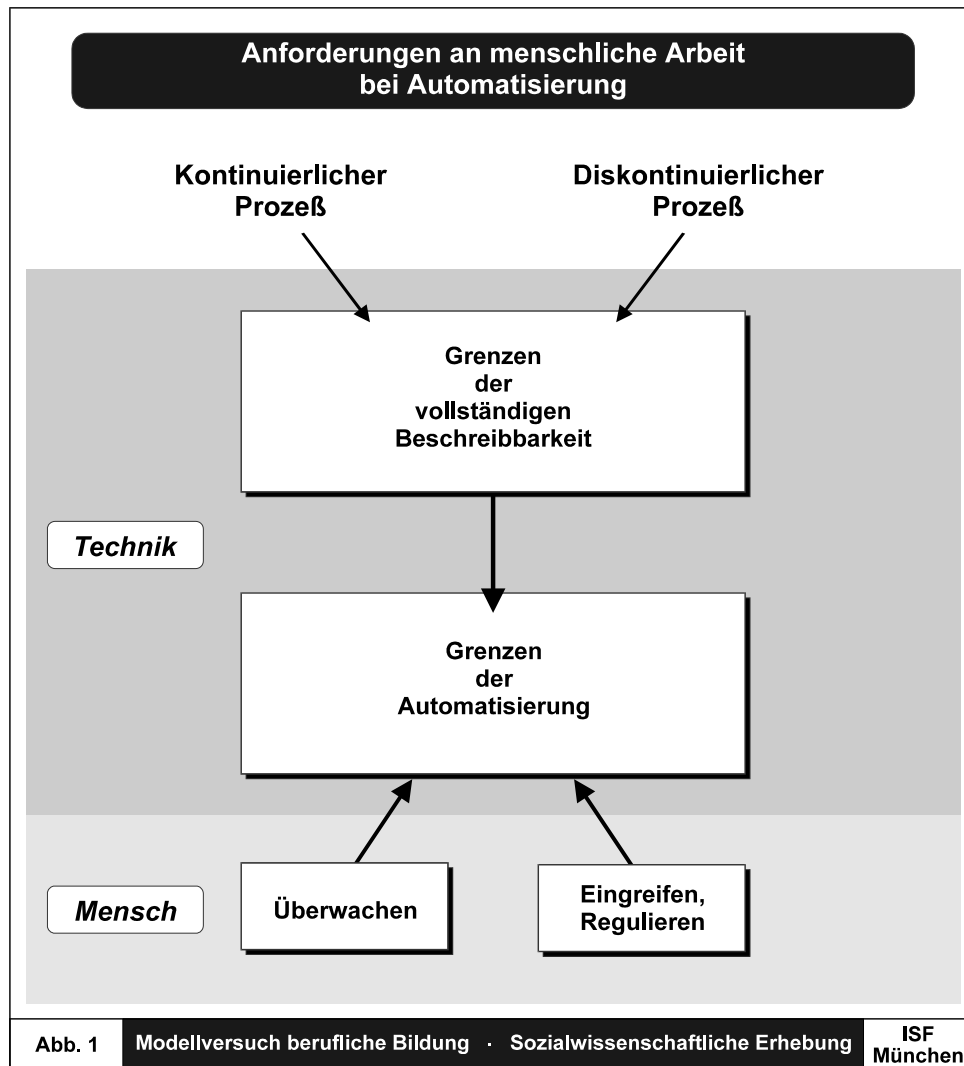 Anforderungen an menschliche Arbeit
bei Automatisierung
Kontinuierlicher
Prozeß
Diskontinuierlicher
Prozeß
Grenzen
der
vollständigen
Beschreibbarkeit
Technik
Grenzen
der
Automatisierung
Mensch
Überwachen
Eingreifen,
Regulieren
Abb. 1
Modellversuch berufliche Bildung · Sozialwissenschaftliche Erhebung
ISF
München